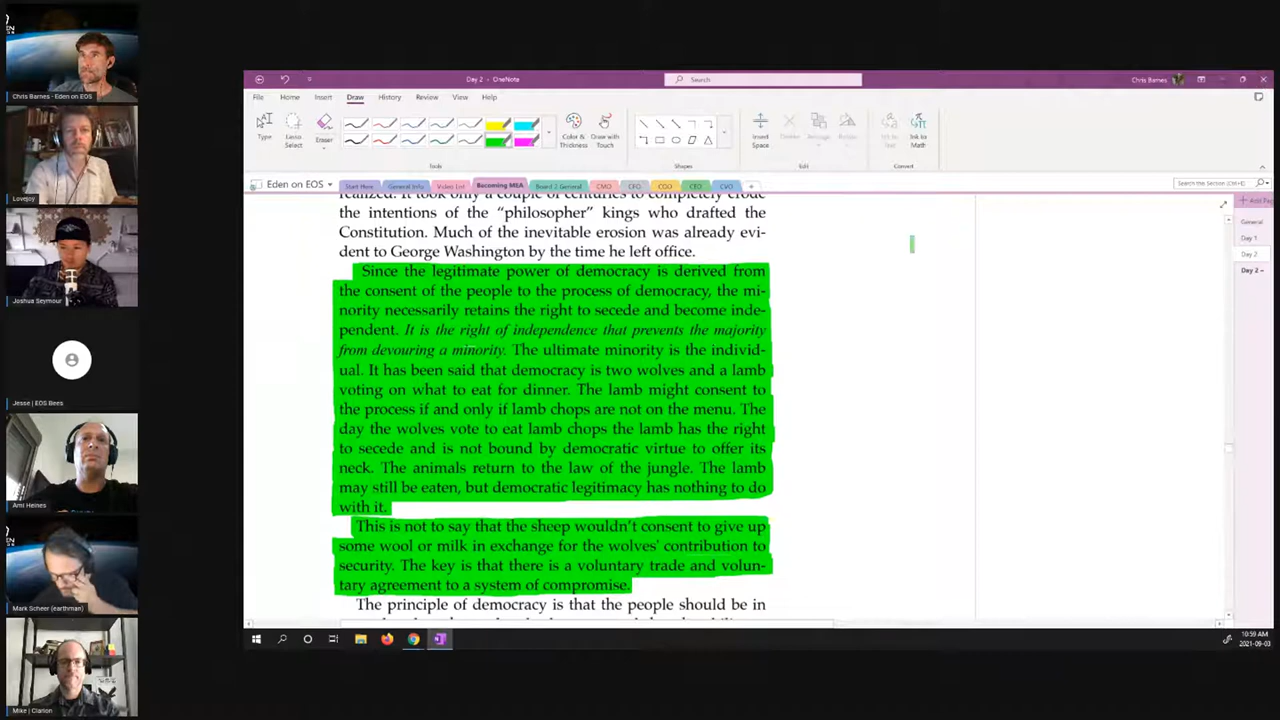 Chris Barnes - Eden on EOS
Lovejoy
Joshua Seymour
Jesse | EOS Bees
Ami Heines
Mark Scheer (earthman)
Mike | Clarion
Day 2 - OneNote
Search
Chris Barnes
File Home Insert Draw History Review View Help
Type
Lasso Select
Eraser
Color & Thickness
Draw with Touch
Insert Space
Delete
Arrange
Rotate
Ink to Text
Ink to Math
Tools
Shapes
Edit
Convert
Eden on EOS
Start Here General Info Video List Becoming MEA Board 2 General CMO CFO COO CEO CVO +
Search the Section (Ctrl+E)
Add Page
General
Day 1
Day 2
Day 2 -
realized. It took only a couple of centuries to completely erode
the intentions of the “philosopher” kings who drafted the
Constitution. Much of the inevitable erosion was already evi-
dent to George Washington by the time he left office.
Since the legitimate power of democracy is derived from
the consent of the people to the process of democracy, the mi-
nority necessarily retains the right to secede and become inde-
pendent. It is the right of independence that prevents the majority
from devouring a minority. The ultimate minority is the individ-
ual. It has been said that democracy is two wolves and a lamb
voting on what to eat for dinner. The lamb might consent to
the process if and only if lamb chops are not on the menu. The
day the wolves vote to eat lamb chops the lamb has the right
to secede and is not bound by democratic virtue to offer its
neck. The animals return to the law of the jungle. The lamb
may still be eaten, but democratic legitimacy has nothing to do
with it.
This is not to say that the sheep wouldn’t consent to give up
some wool or milk in exchange for the wolves’ contribution to
security. The key is that there is a voluntary trade and volun-
tary agreement to a system of compromise.
The principle of democracy is that the people should be in
10:59 AM
2021-09-03